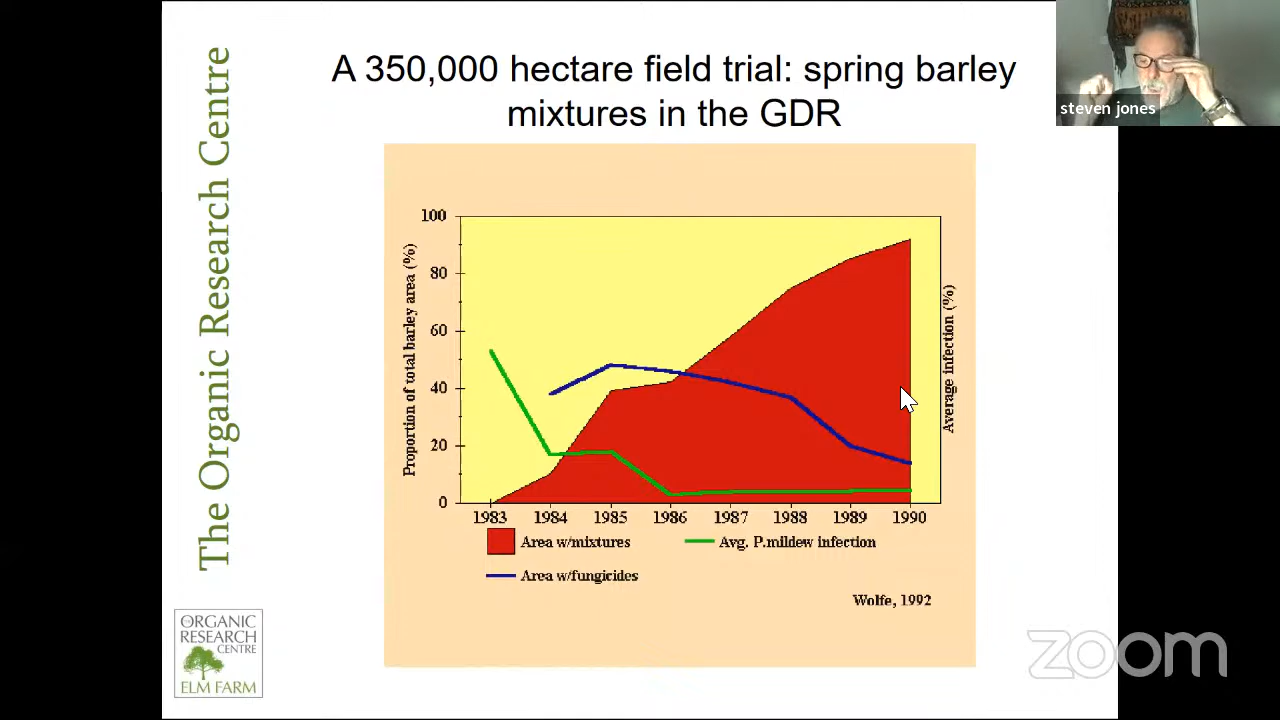 A 350,000 hectare field trial: spring barley
mixtures in the GDR
steven jones
The Organic Research Centre
Proportion of total barley area (%)
100
80
60
40
20
0
Average infection (%)
1983 1984 1985 1986 1987 1988 1989 1990
Area w/mixtures
Avg. P.mildew infection
Area w/fungicides
Wolfe, 1992
THE
ORGANIC
RESEARCH
CENTRE
ELM FARM
zoom